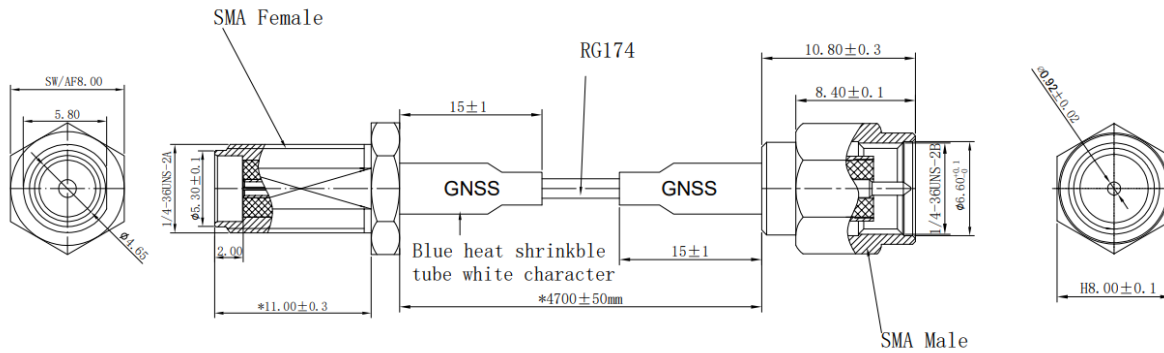 SMA Female
RG174
10.80±0.3
8.40±0.1
Ø0.92±0.02
SW/AF8.00
5.80
15±1
1/4-36UNS-2A
Ø5.30±0.1
GNSS
GNSS
1/4-36UNS-2B
Ø6.60+0.1 -0
Ø4.65
2.00
Blue heat shrinkble
tube white character
15±1
*11.00±0.3
*4700±50mm
H8.00±0.1
SMA Male